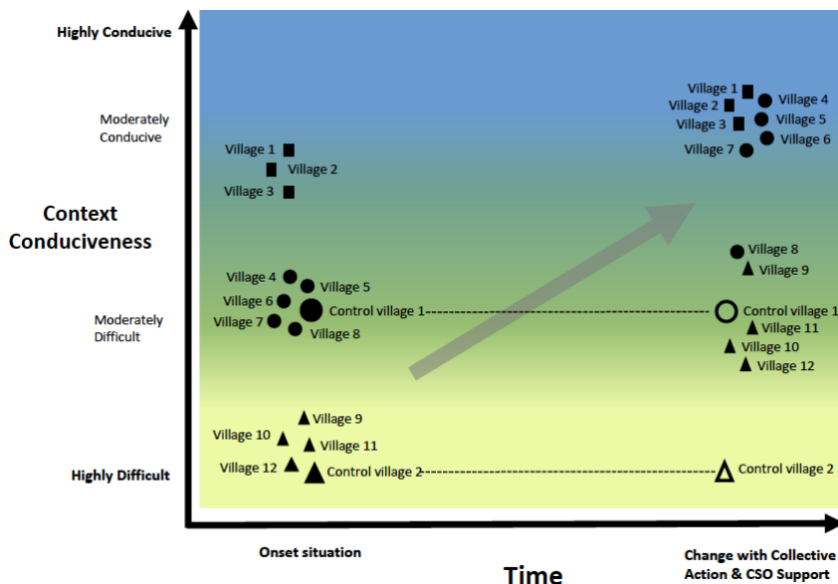 Highly Conducive
Moderately
Conducive
Context
Conduciveness
Moderately
Difficult
Highly Difficult
Village 1
Village 2
Village 3
Village 4
Village 5
Village 6
Control village 1
Village 7
Village 8
Village 9
Village 10
Village 11
Village 12
Control village 2
Village 1
Village 4
Village 2
Village 5
Village 3
Village 6
Village 7
Village 8
Village 9
Control village 1
Village 11
Village 10
Village 12
Control village 2
Onset situation
Time
Change with Collective
Action & CSO Support